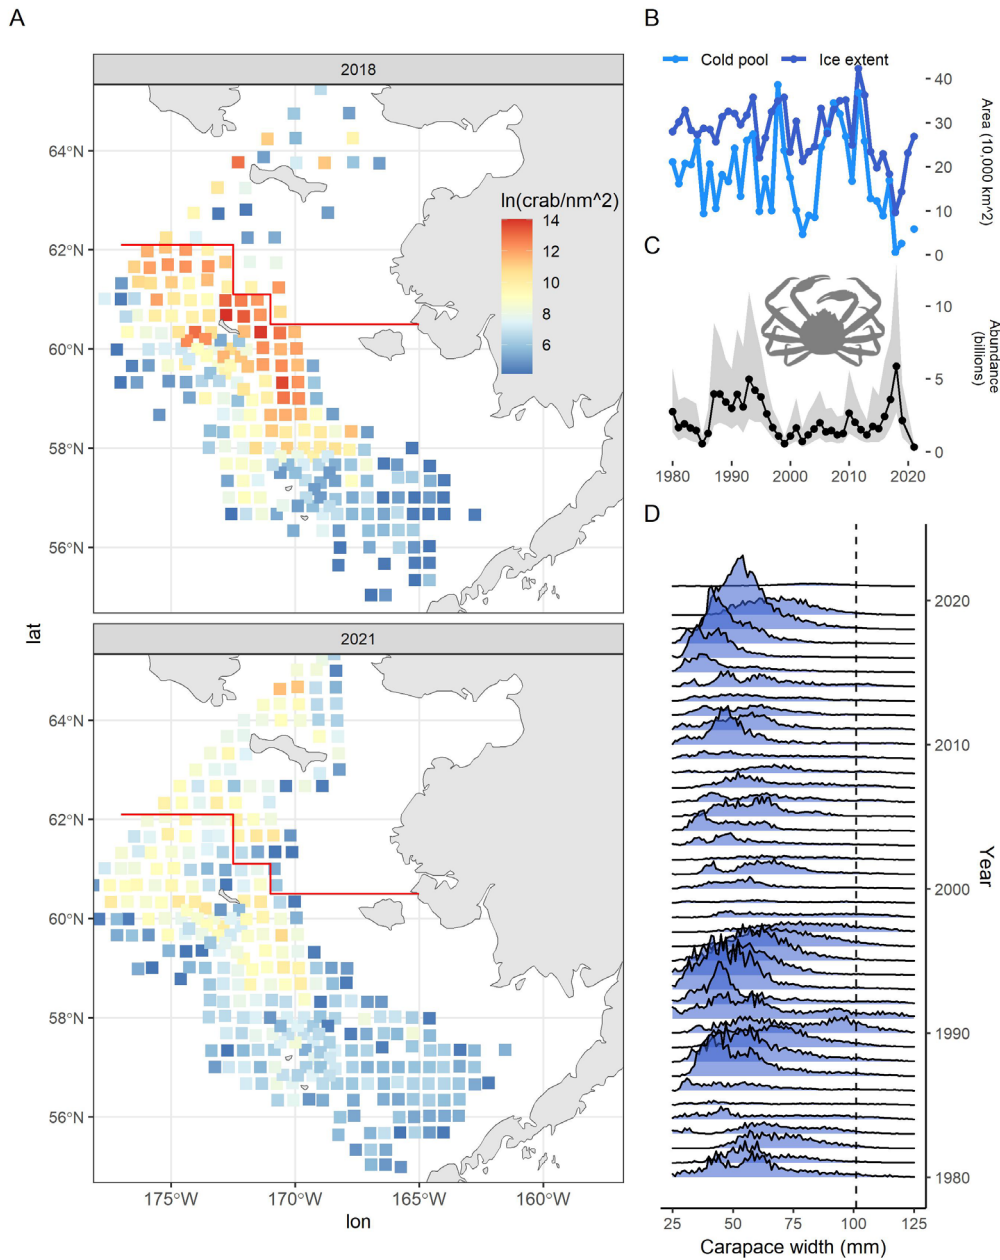 A
2018
64°N
62°N
60°N
58°N
56°N
ln(crab/nm^2)
14
12
10
8
6
lat
2021
64°N
62°N
60°N
58°N
56°N
175°W
170°W
165°W
160°W
lon
B
Cold pool
Ice extent
40
30
20
10
0
Area (10,000 km^2)
C
10
5
0
Abundance
(billions)
1980
1990
2000
2010
2020
D
2020
2010
2000
1990
1980
Year
25
50
75
100
125
Carapace width (mm)